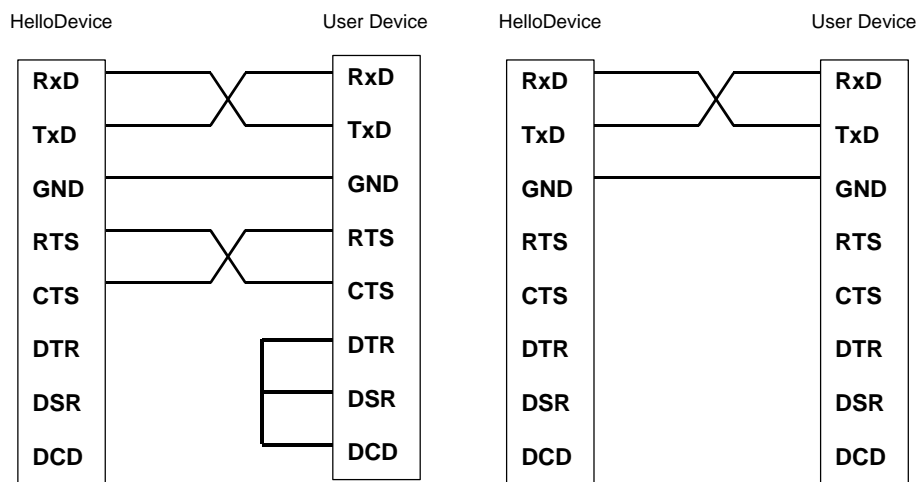 HelloDevice
User Device
RxD
TxD
GND
RTS
CTS
DTR
DSR
DCD
RxD
TxD
GND
RTS
CTS
DTR
DSR
DCD
HelloDevice
User Device
RxD
TxD
GND
RTS
CTS
DTR
DSR
DCD
RxD
TxD
GND
RTS
CTS
DTR
DSR
DCD